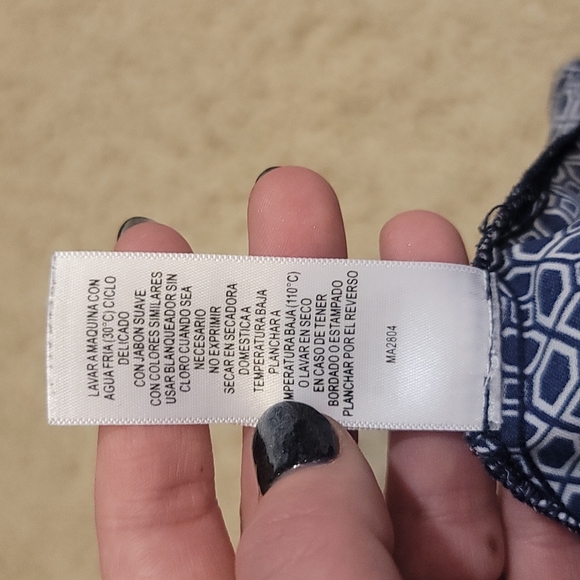 LAVAR A MAQUINA CON
AGUA FRIA (30°C) CICLO
DELICADO
CON JABON SUAVE
CON COLORES SIMILARES
USAR BLANQUEADOR SIN
CLORO CUANDO SEA
NECESARIO
NO EXPRIMIR
SECAR EN SECADORA
DOMESTICA A
TEMPERATURA BAJA
PLANCHAR A
MPERATURA BAJA (110°C)
O LAVAR EN SECO
EN CASO DE TENER
BORDADO O ESTAMPADO
PLANCHAR POR EL REVERSO
MA2804